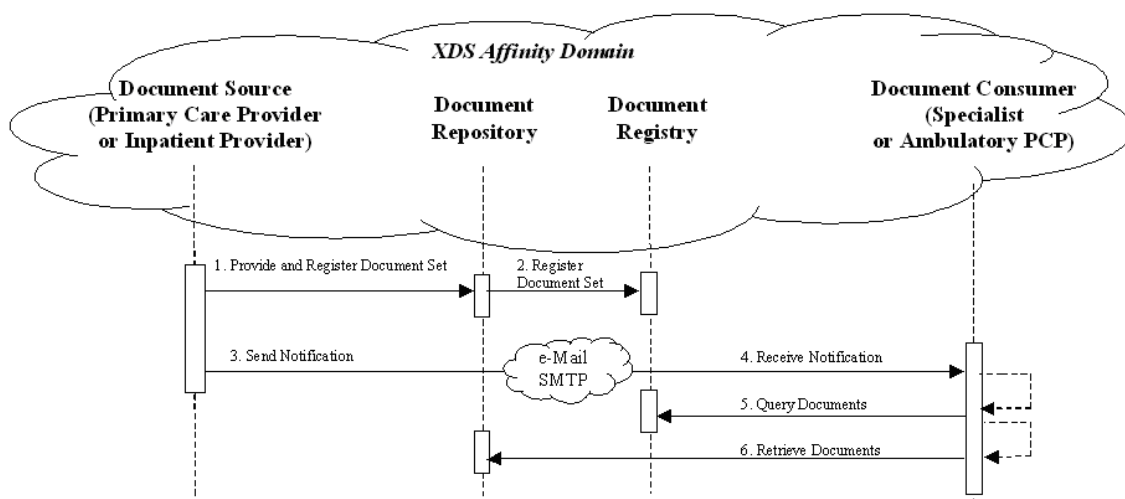 XDS Affinity Domain
Document Source
(Primary Care Provider
or Inpatient Provider)
Document
Repository
Document
Registry
Document Consumer
(Specialist
or Ambulatory PCP)
1. Provide and Register Document Set
2. Register
Document Set
3. Send Notification
e-Mail
SMTP
4. Receive Notification
5. Query Documents
6. Retrieve Documents